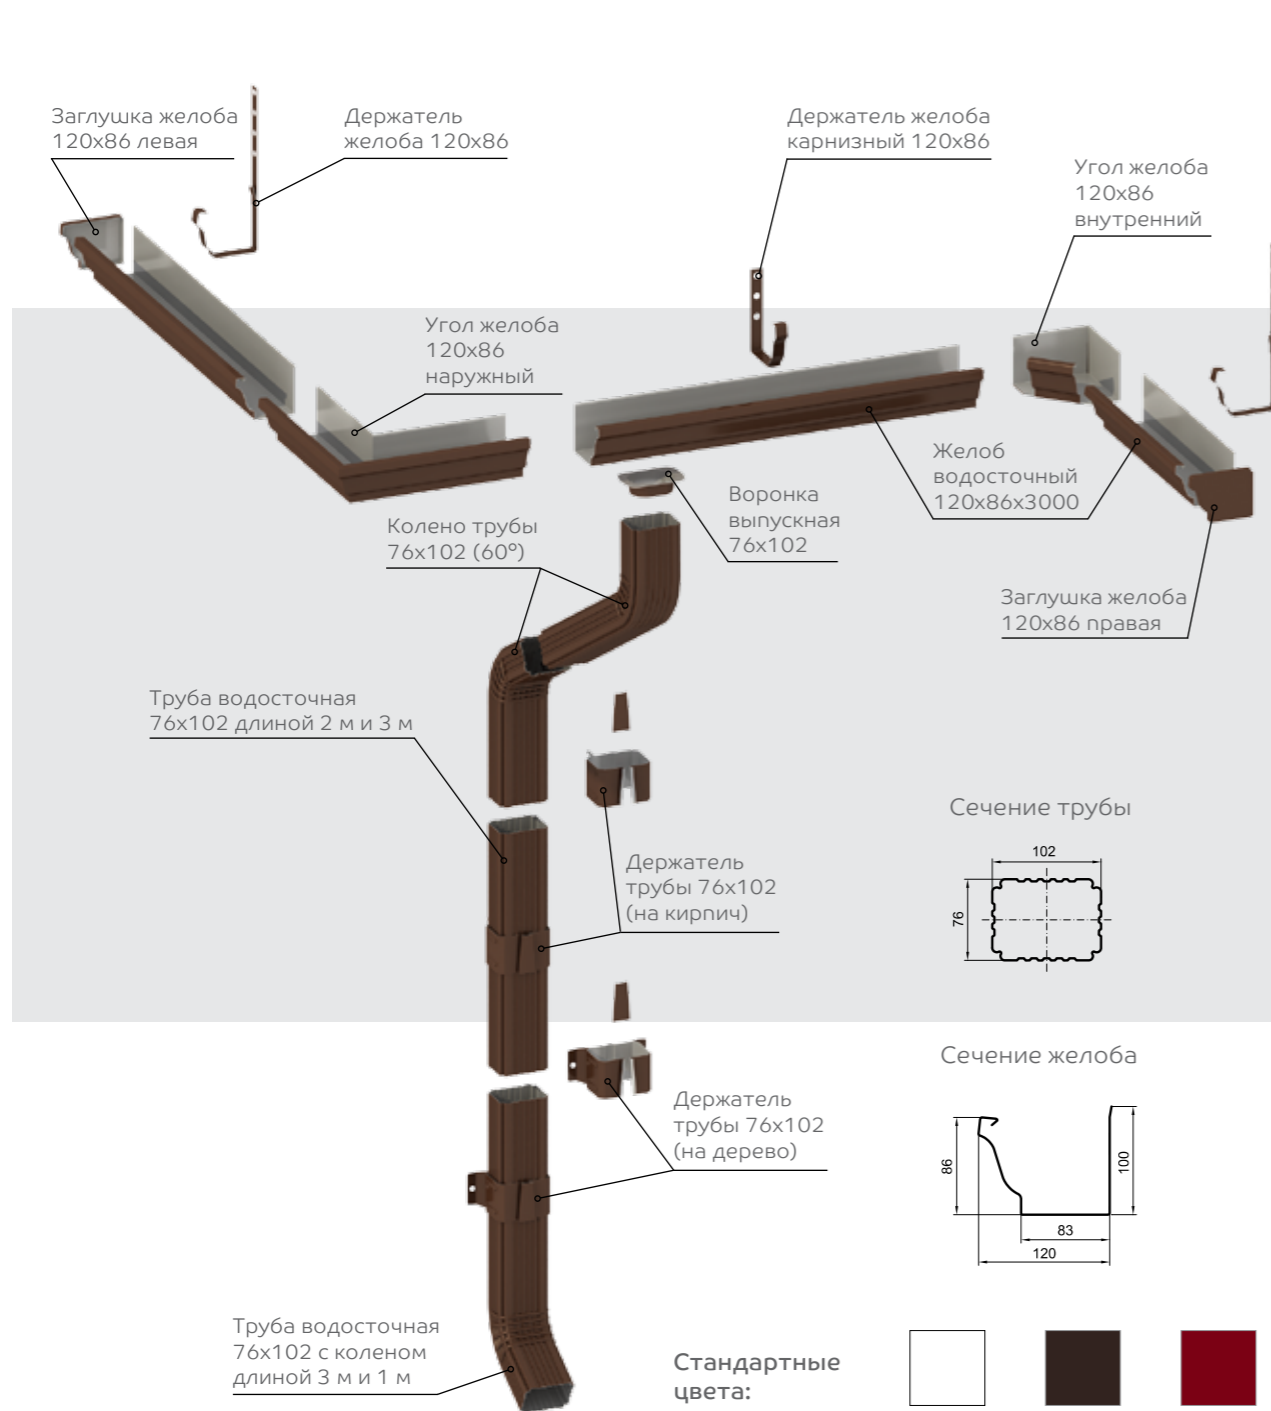 Заглушка желоба
120х86 левая
Держатель
желоба 120х86
Держатель желоба
карнизный 120х86
Угол желоба
120х86
внутренний
Угол желоба
120х86
наружный
Желоб
водосточный
120х86х3000
Воронка
выпускная
76х102
Колено трубы
76х102 (60°)
Заглушка желоба
120х86 правая
Труба водосточная
76х102 длиной 2 м и 3 м
Держатель
трубы 76х102
(на кирпич)
Сечение трубы
102
76
Сечение желоба
86
100
83
120
Держатель
трубы 76х102
(на дерево)
Труба водосточная
76х102 с коленом
длиной 3 м и 1 м
Стандартные
цвета: